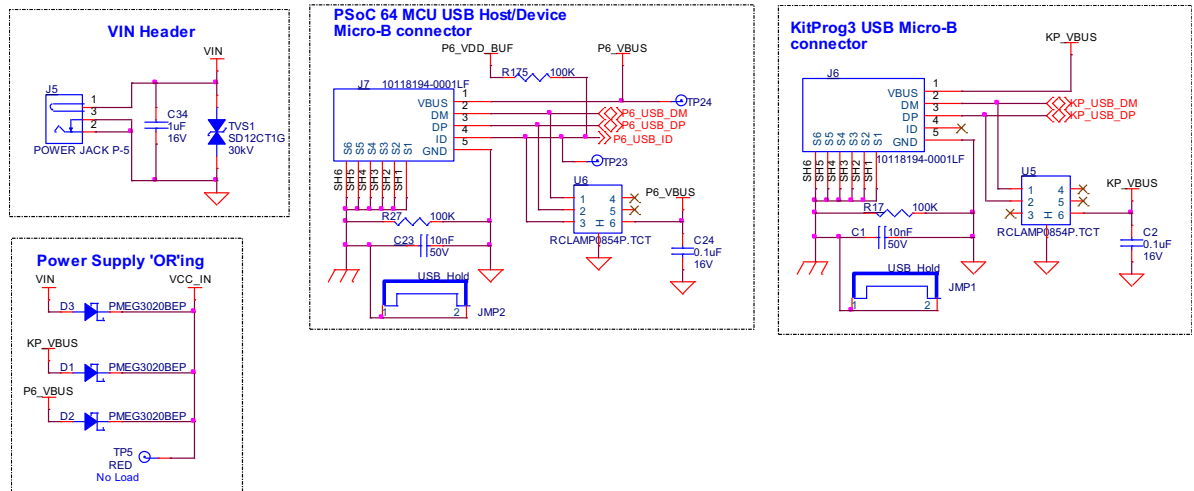 VIN Header
VIN
J5
1
3
2
POWER JACK P-5
C34
1uF
16V
TVS1
SD12CT1G
30kV
Power Supply 'OR'ing
VIN
VCC_IN
D3
PMEG3020BEP
KP_VBUS
D1
PMEG3020BEP
P6_VBUS
D2
PMEG3020BEP
TP5
RED
No Load
PSoC 64 MCU USB Host/Device
Micro-B connector
P6_VDD_BUF
P6_VBUS
R175
100K
J7
10118194-0001LF
VBUS
DM
DP
ID
GND
1
2
3
4
5
TP24
P6_USB_DM
P6_USB_DP
P6_USB_ID
TP23
S6
S5
S4
S3
S2
S1
SH6
SH5
SH4
SH3
SH2
SH1
R27
100K
C23
10nF
50V
U6
1
2
3
4
5
6
H
RCLAMP0854P.TCT
P6_VBUS
C24
0.1uF
16V
USB_Hold
1
2
JMP2
KitProg3 USB Micro-B
connector
KP_VBUS
J6
VBUS
DM
DP
ID
GND
1
2
3
4
5
KP_USB_DM
KP_USB_DP
10118194-0001LF
S6
S5
S4
S3
S2
S1
SH6
SH5
SH4
SH3
SH2
SH1
R17
100K
C1
10nF
50V
U5
1
2
3
4
5
6
H
RCLAMP0854P.TCT
KP_VBUS
C2
0.1uF
16V
USB_Hold
1
2
JMP1